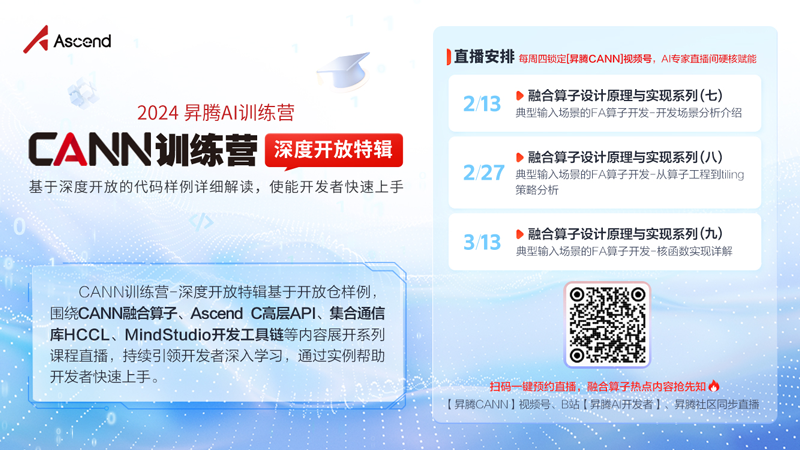 Ascend
2024 昇腾AI训练营
CANN训练营 深度开放特辑
基于深度开放的代码样例详细解读，使能开发者快速上手
CANN训练营-深度开放特辑基于开放仓样例，
围绕CANN融合算子、Ascend C高层API、集合通信
库HCCL、MindStudio开发工具链等内容展开系列
课程直播，持续引领开发者深入学习，通过实例帮助
开发者快速上手。
直播安排 每周四锁定[昇腾CANN]视频号，AI专家直播间硬核赋能
2/13 融合算子设计原理与实现系列(七)
典型输入场景的FA算子开发-开发场景分析介绍
2/27 融合算子设计原理与实现系列(八)
典型输入场景的FA算子开发-从算子工程到tiling
策略分析
3/13 融合算子设计原理与实现系列(九)
典型输入场景的FA算子开发-核函数实现详解
扫码一键预约直播，融合算子热点内容抢先知
【昇腾CANN】视频号、B站【昇腾AI开发者】、昇腾社区同步直播